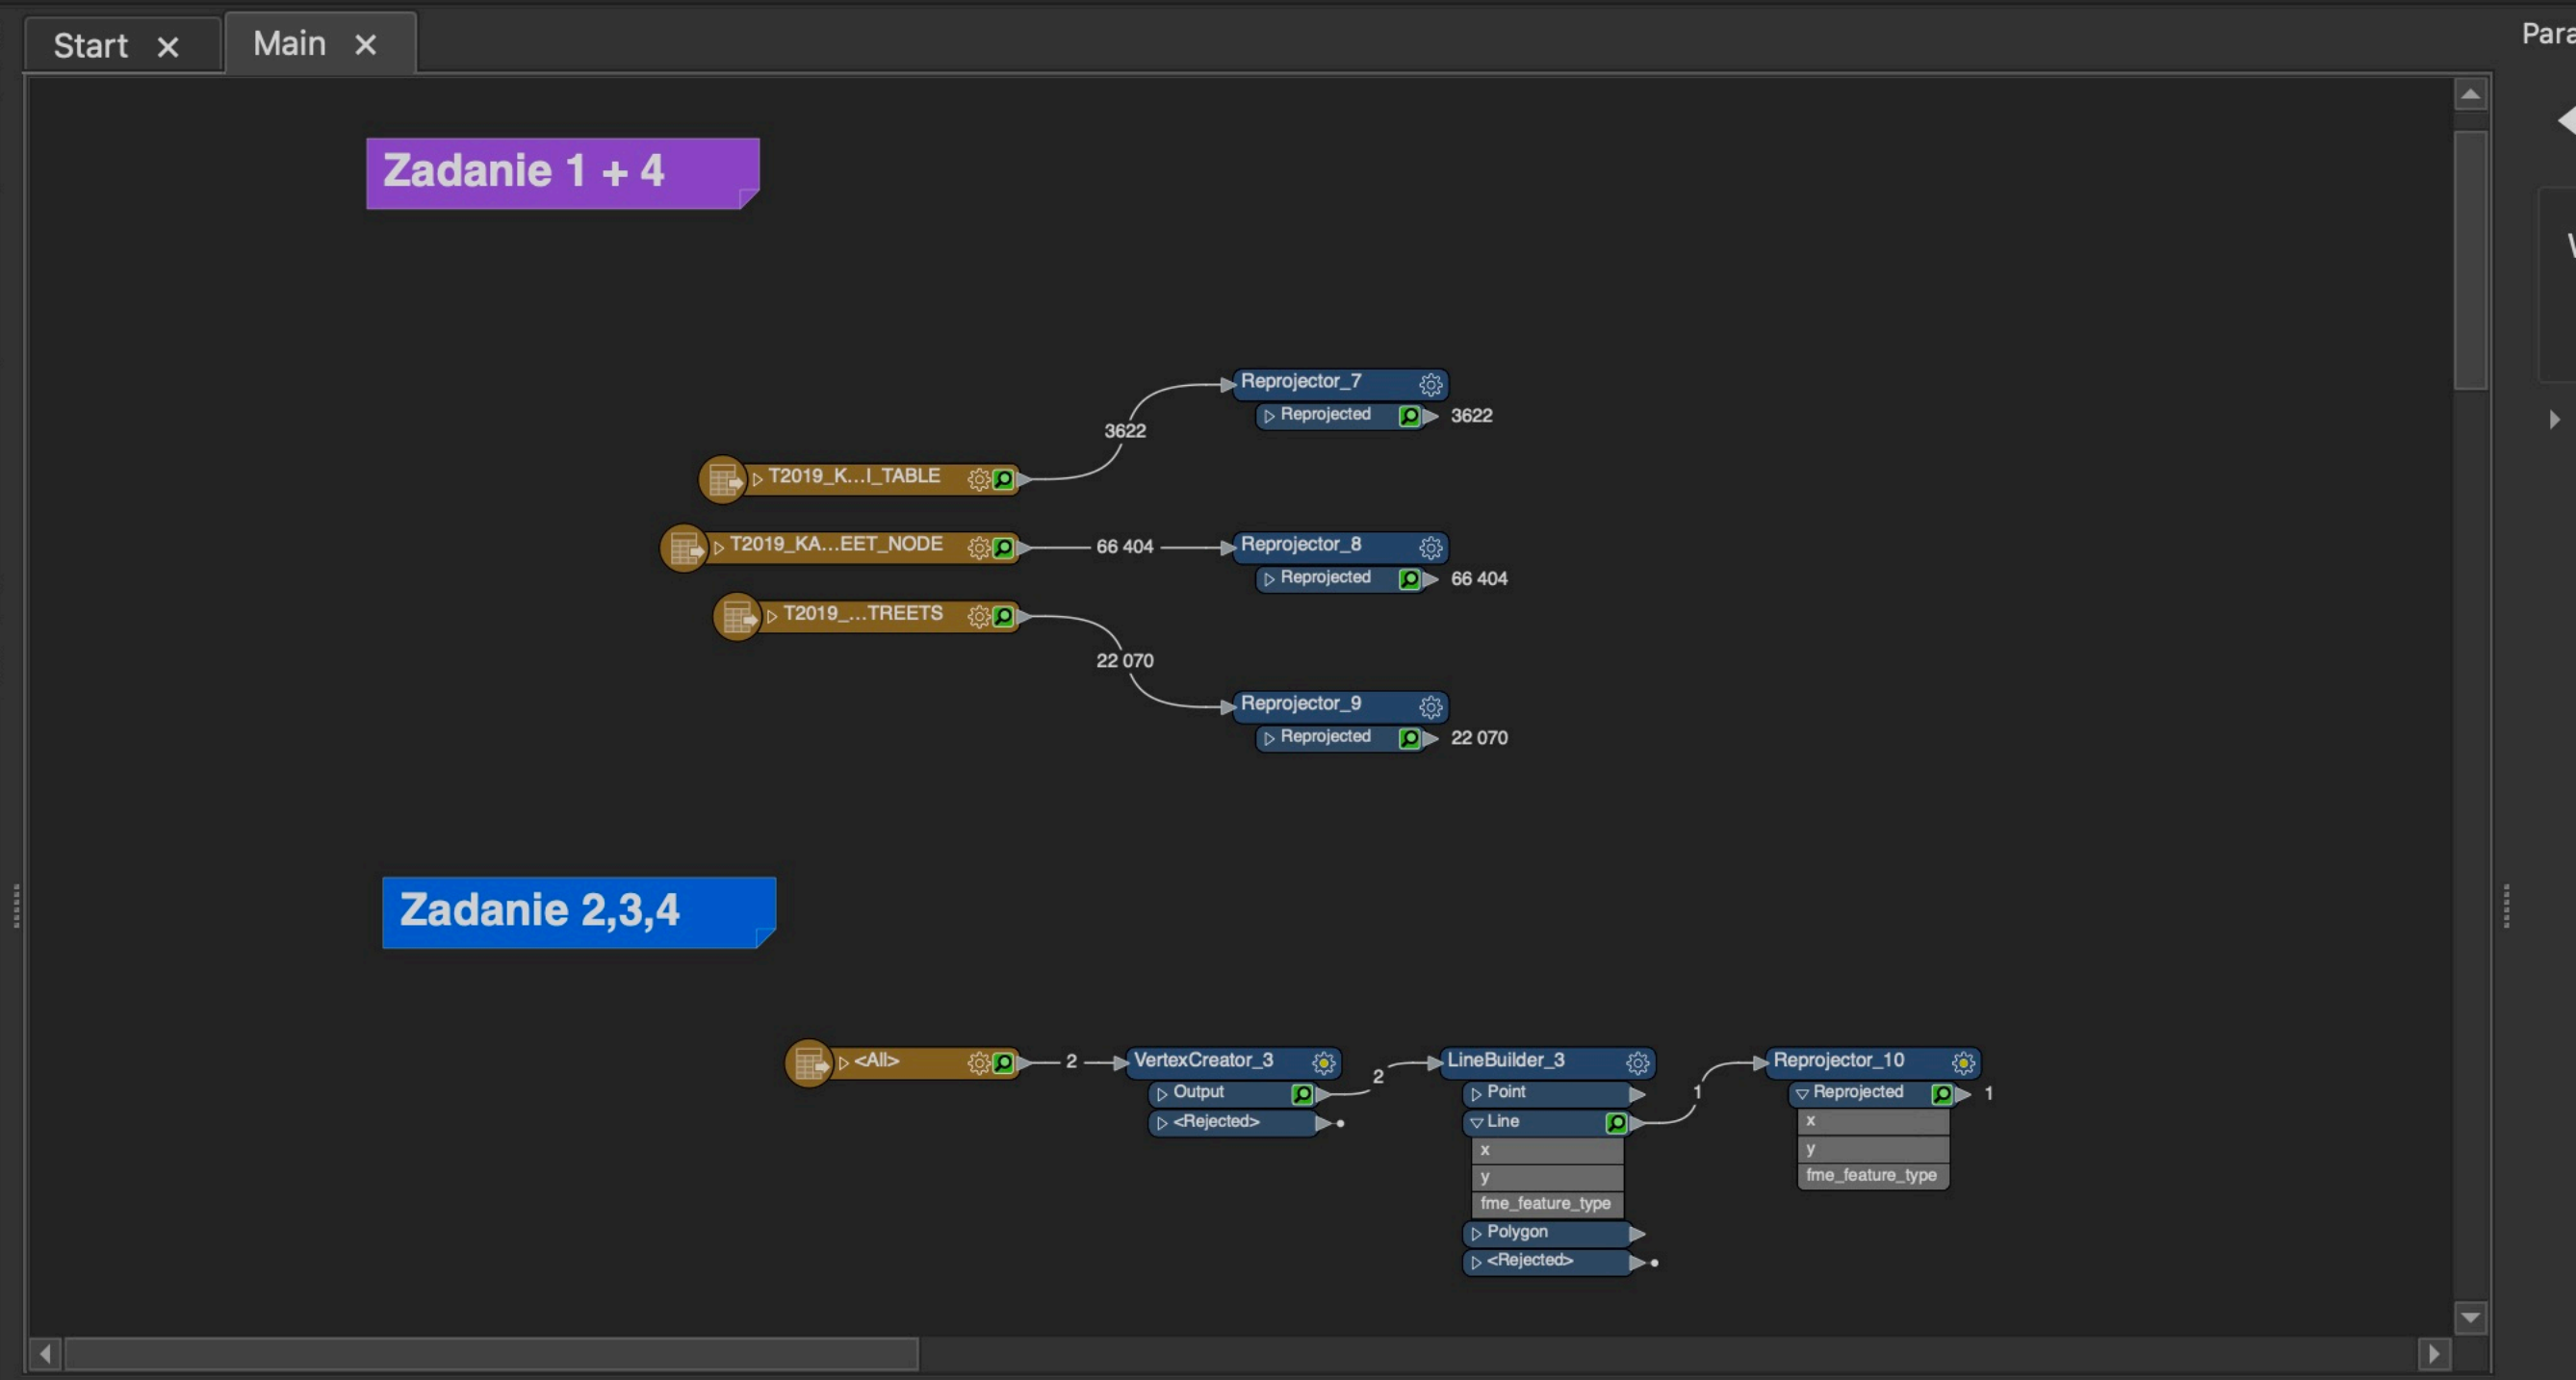 Start
Main
Para
Zadanie 1 + 4
Reprojector_7
Reprojected
3622
3622
T2019_K...I_TABLE
T2019_KA...EET_NODE
66 404
Reprojector_8
Reprojected
66 404
T2019_...TREETS
22 070
Reprojector_9
Reprojected
22 070
Zadanie 2,3,4
<All>
2
VertexCreator_3
Output
<Rejected>
2
LineBuilder_3
Point
Line
x
y
fme_feature_type
Polygon
<Rejected>
1
Reprojector_10
Reprojected
1
x
y
fme_feature_type